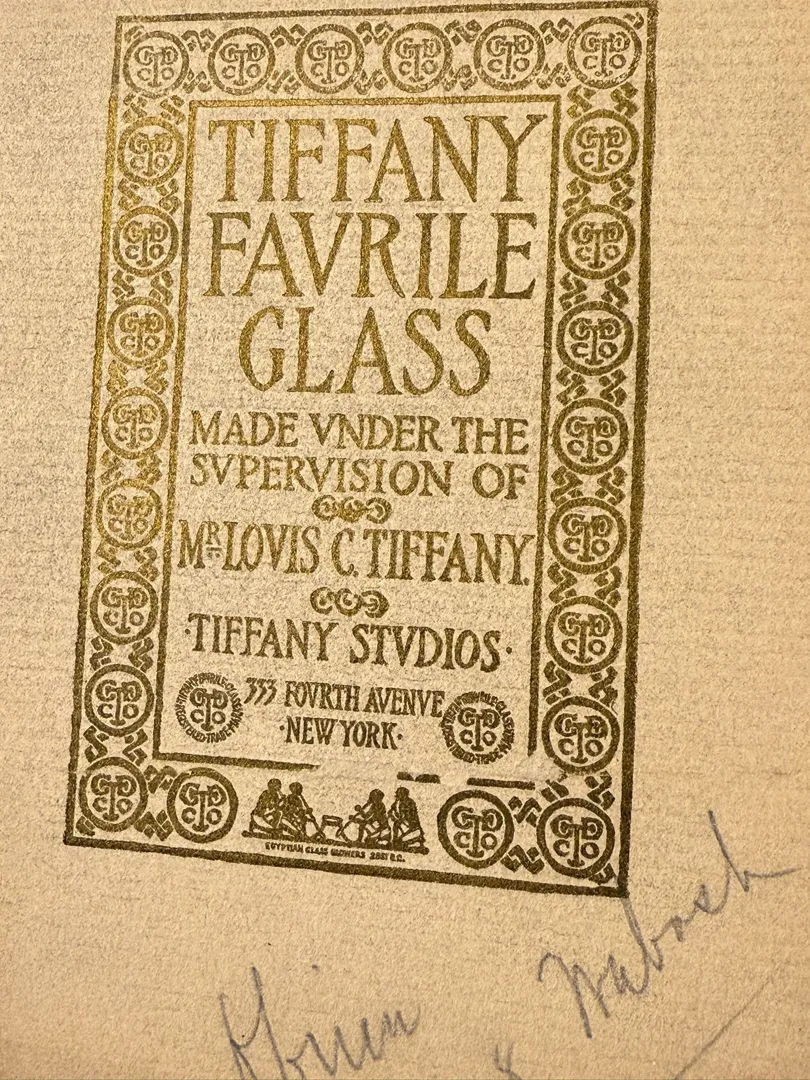 TIFFANY
FAVRILE
GLASS
MADE VNDER THE
SVPERVISION OF
MR LOVIS C. TIFFANY.
·TIFFANY STVDIOS·
333 FOVRTH AVENVE
·NEW YORK·
EGYPTIAN GLASS BLOWERS
Wabash